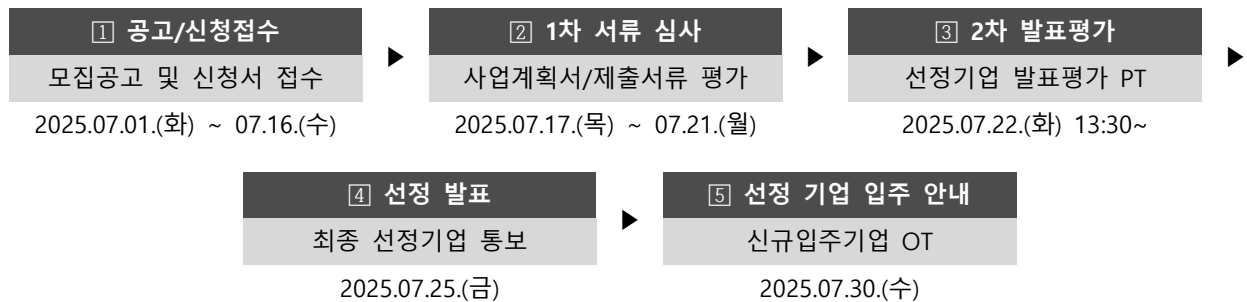 1 공고/신청접수
모집공고 및 신청서 접수
2025.07.01.(화) ~ 07.16.(수)
▶
2 1차 서류 심사
사업계획서/제출서류 평가
2025.07.17.(목) ~ 07.21.(월)
▶
3 2차 발표평가
선정기업 발표평가 PT
2025.07.22.(화) 13:30~
▶
4 선정 발표
최종 선정기업 통보
2025.07.25.(금)
▶
5 선정 기업 입주 안내
신규입주기업 OT
2025.07.30.(수)